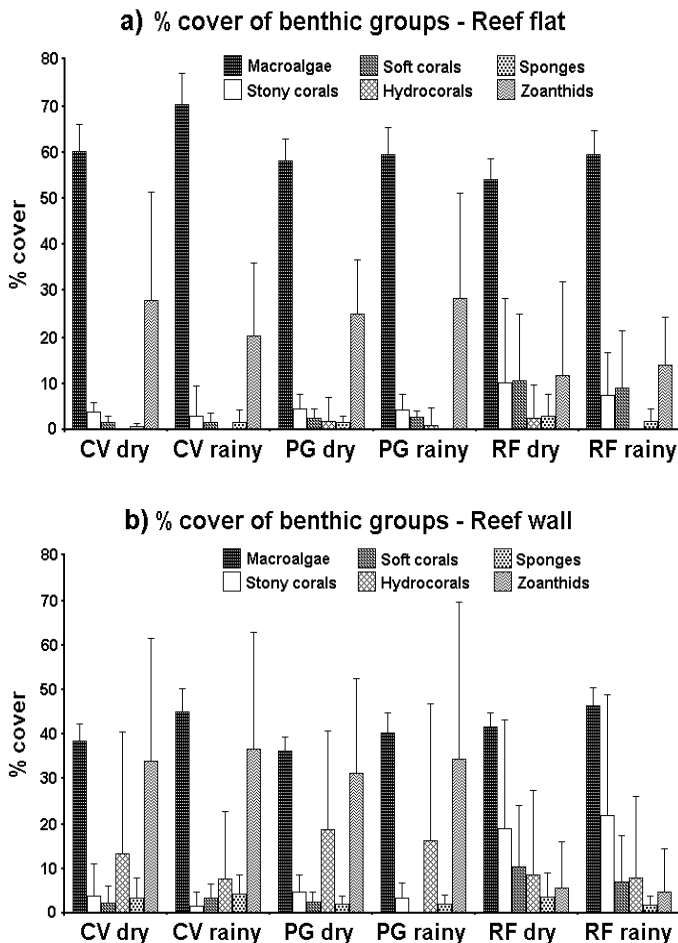 a) % cover of benthic groups - Reef flat
80
70
60
50
40
30
20
10
0
% cover
Macroalgae Soft corals Sponges
Stony corals Hydrocorals Zoanthids
CV dry CV rainy PG dry PG rainy RF dry RF rainy
b) % cover of benthic groups - Reef wall
80
70
60
50
40
30
20
10
0
% cover
Macroalgae Soft corals Sponges
Stony corals Hydrocorals Zoanthids
CV dry CV rainy PG dry PG rainy RF dry RF rainy